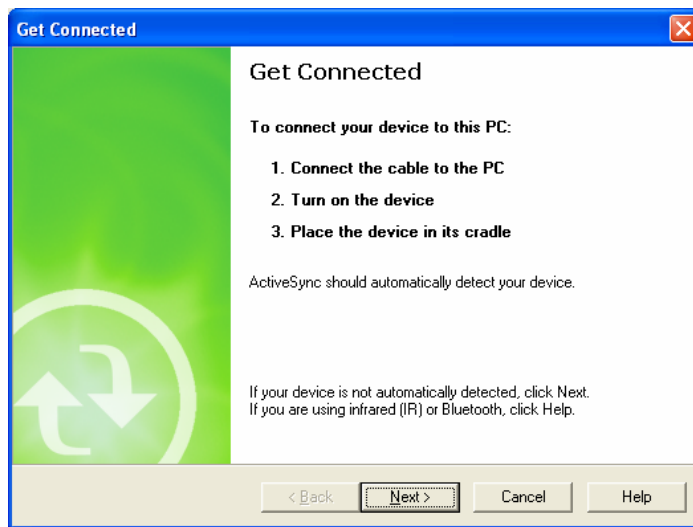 Get Connected
Get Connected
To connect your device to this PC:
1. Connect the cable to the PC
2. Turn on the device
3. Place the device in its cradle
ActiveSync should automatically detect your device.
If your device is not automatically detected, click Next.
If you are using infrared (IR) or Bluetooth, click Help.
< Back Next > Cancel Help